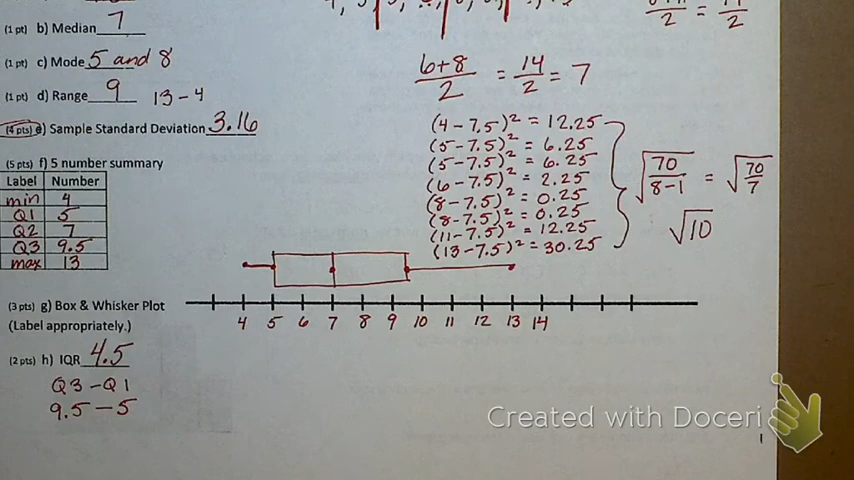 (1 pt) b) Median 7
(1 pt) c) Mode 5 and 8
(1 pt) d) Range 9 13 - 4
(4 pts) e) Sample Standard Deviation 3.16
(5 pts) f) 5 number summary
Label Number
min 4
Q1 5
Q2 7
Q3 9.5
max 13
6+8 / 2 = 14 / 2 = 7
(4 - 7.5)² = 12.25
(5 - 7.5)² = 6.25
(5 - 7.5)² = 6.25
(6 - 7.5)² = 2.25
(8 - 7.5)² = 0.25
(8 - 7.5)² = 0.25
(11 - 7.5)² = 12.25
(13 - 7.5)² = 30.25
√70 / 8-1 = √70 / 7
√10
(3 pts) g) Box & Whisker Plot
(Label appropriately.)
4 5 6 7 8 9 10 11 12 13 14
(2 pts) h) IQR 4.5
Q3 - Q1
9.5 - 5
Created with Doceri
1